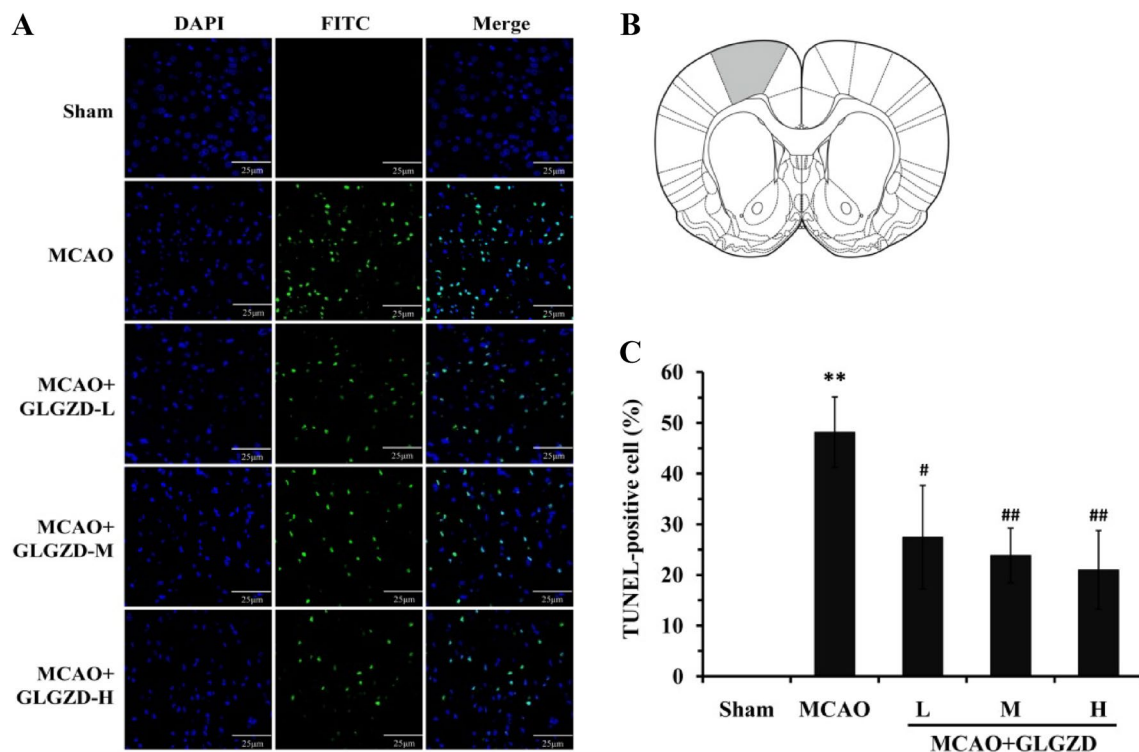 A
DAPI FITC Merge
Sham
25μm 25μm 25μm
MCAO
25μm 25μm 25μm
MCAO+
GLGZD-L
25μm 25μm 25μm
MCAO+
GLGZD-M
25μm 25μm 25μm
MCAO+
GLGZD-H
25μm 25μm 25μm
B
C
TUNEL-positive cell (%)
60
50
40
30
20
10
0
**
#
##
##
Sham MCAO L M H
MCAO+GLGZD